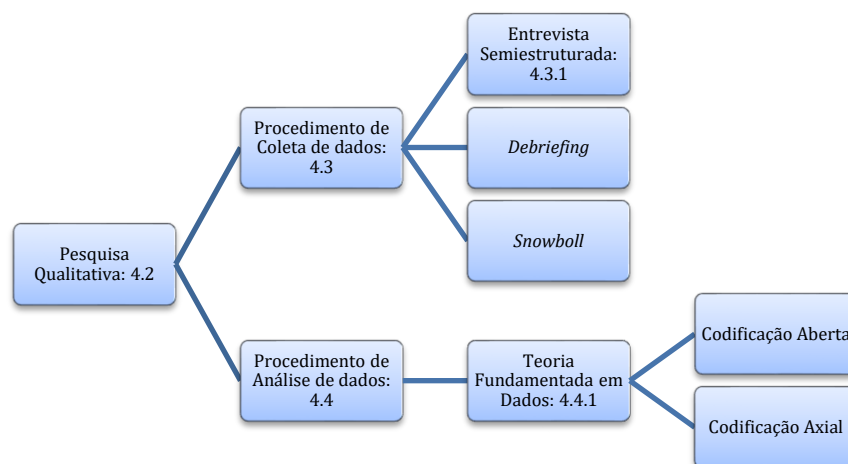 Entrevista
Semiestruturada:
4.3.1
Procedimento de
Coleta de dados:
4.3
Debriefing
Snowboll
Pesquisa
Qualitativa: 4.2
Procedimento de
Análise de dados:
4.4
Teoria
Fundamentada em
Dados: 4.4.1
Codificação Aberta
Codificação Axial